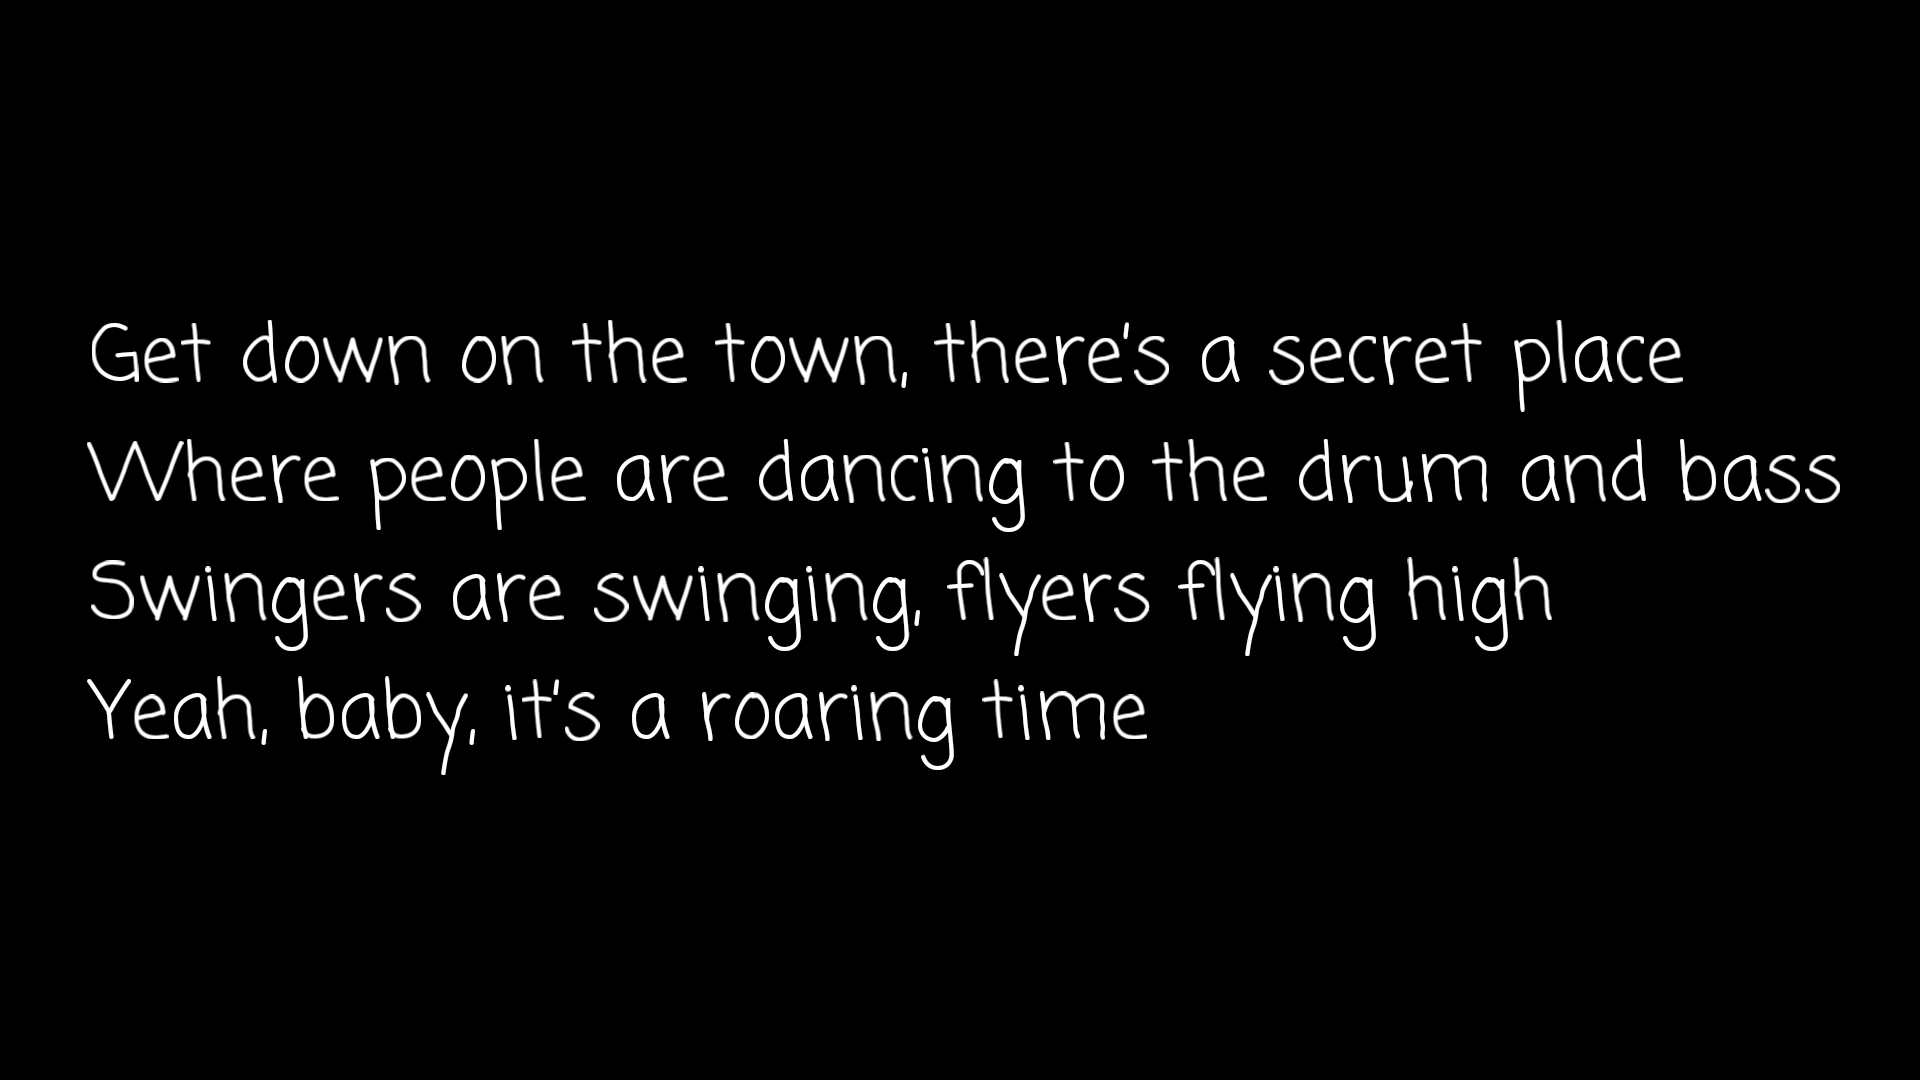 Get down on the town, there's a secret place
Where people are dancing to the drum and bass
Swingers are swinging, flyers flying high
Yeah, baby, it's a roaring time